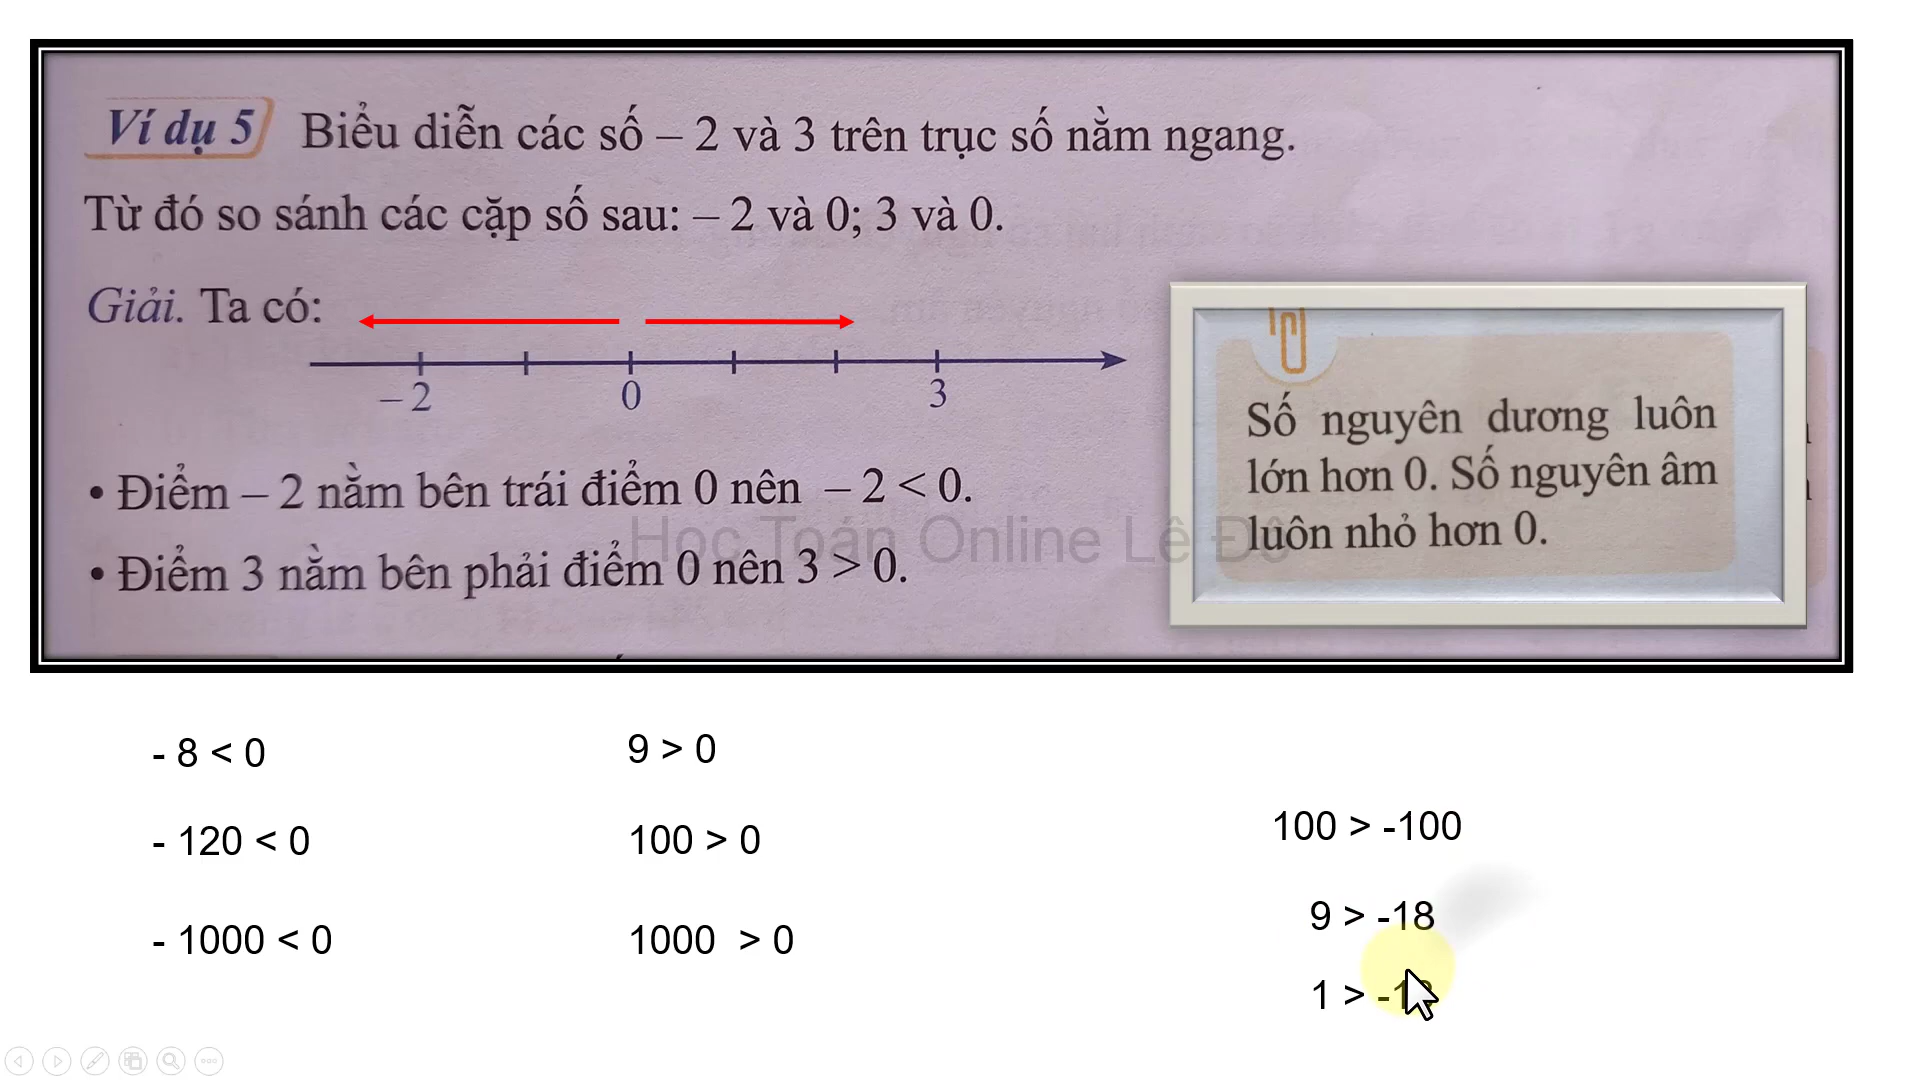 Ví dụ 5 Biểu diễn các số – 2 và 3 trên trục số nằm ngang.
Từ đó so sánh các cặp số sau: – 2 và 0; 3 và 0.
Giải. Ta có:
– 2 0 3
• Điểm – 2 nằm bên trái điểm 0 nên – 2 < 0.
• Điểm 3 nằm bên phải điểm 0 nên 3 > 0.
Số nguyên dương luôn
lớn hơn 0. Số nguyên âm
luôn nhỏ hơn 0.
Học Toán Online Lê Đô
- 8 < 0
- 120 < 0
- 1000 < 0
9 > 0
100 > 0
1000 > 0
100 > -100
9 > -18
1 >